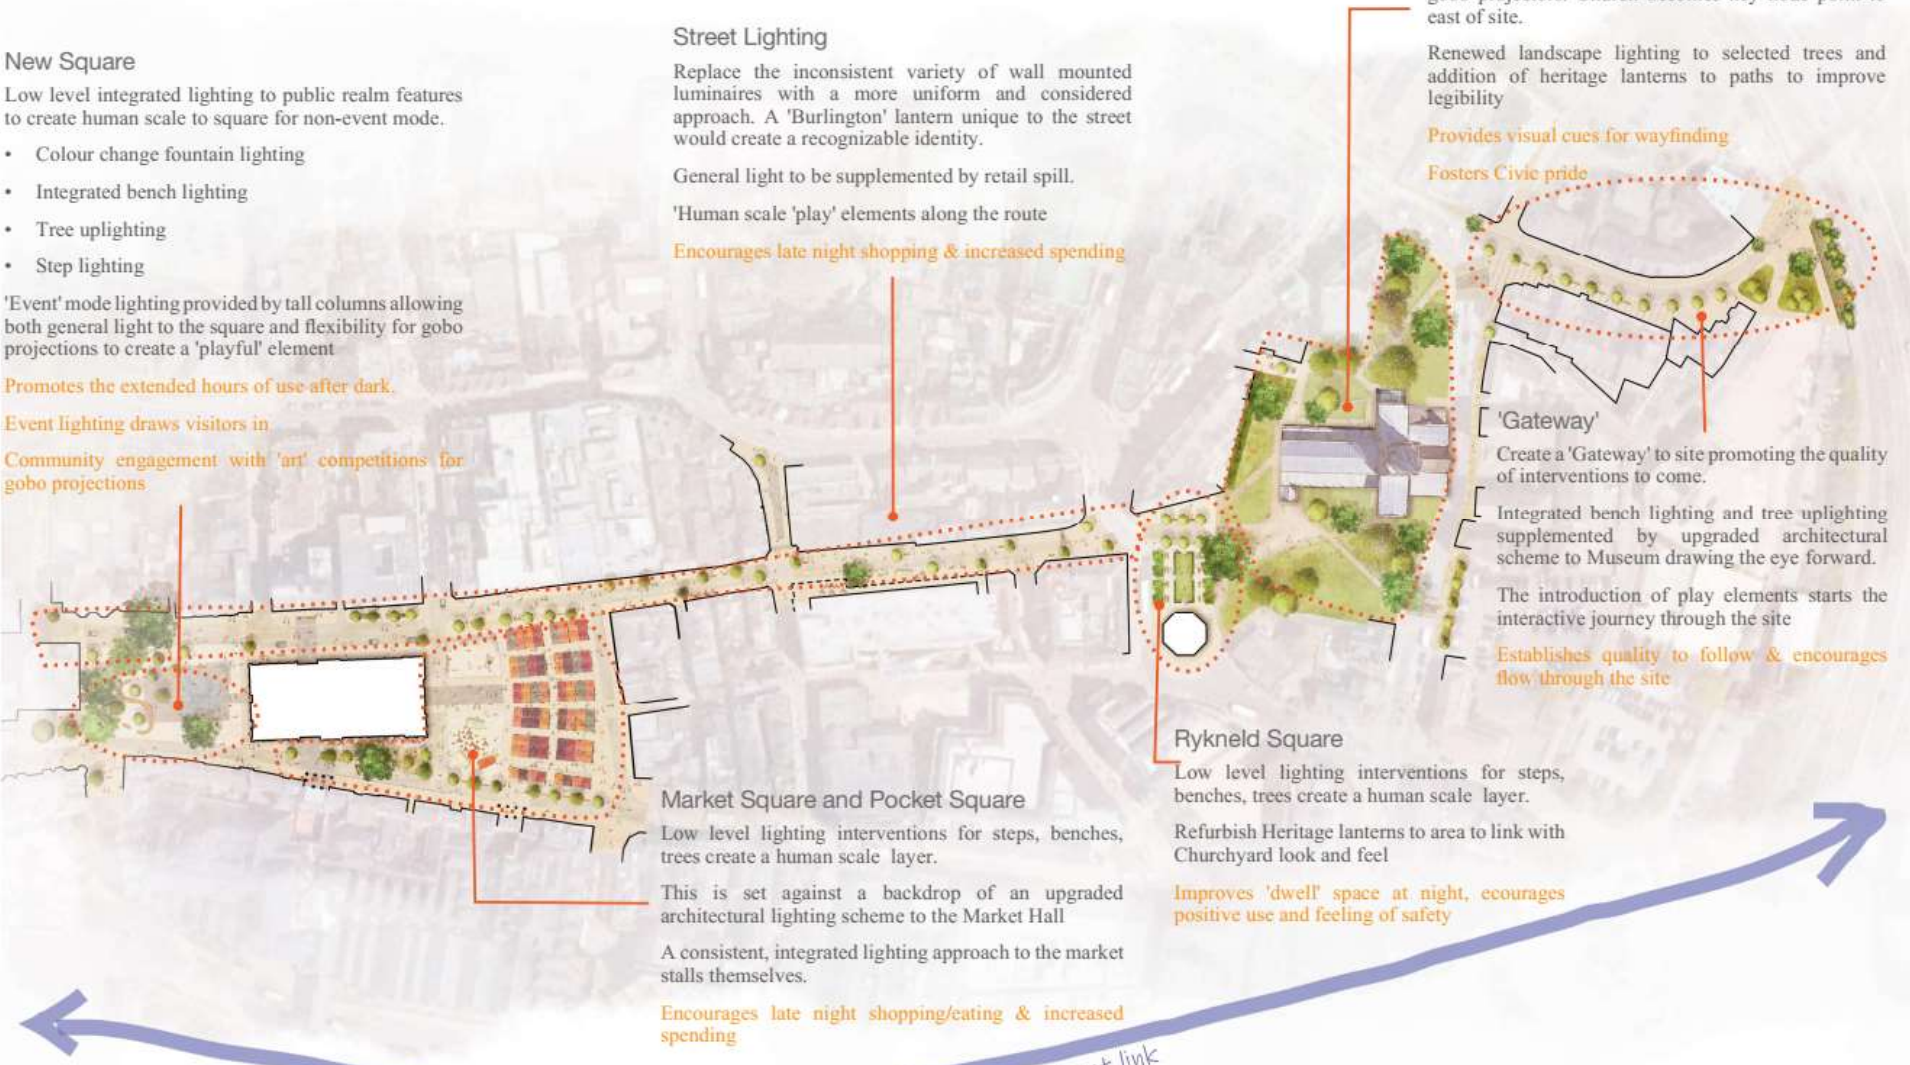 New Square
Low level integrated lighting to public realm features
to create human scale to square for non-event mode.
• Colour change fountain lighting
• Integrated bench lighting
• Tree uplighting
• Step lighting
'Event' mode lighting provided by tall columns allowing
both general light to the square and flexibility for gobo
projections to create a 'playful' element
Promotes the extended hours of use after dark.
Event lighting draws visitors in
Community engagement with 'art' competitions for
gobo projections
Street Lighting
Replace the inconsistent variety of wall mounted
luminaires with a more uniform and considered
approach. A 'Burlington' lantern unique to the street
would create a recognizable identity.
General light to be supplemented by retail spill.
'Human scale 'play' elements along the route
Encourages late night shopping & increased spending
east of site.
Renewed landscape lighting to selected trees and
addition of heritage lanterns to paths to improve
legibility
Provides visual cues for wayfinding
Fosters Civic pride
'Gateway'
Create a 'Gateway' to site promoting the quality
of interventions to come.
Integrated bench lighting and tree uplighting
supplemented by upgraded architectural
scheme to Museum drawing the eye forward.
The introduction of play elements starts the
interactive journey through the site
Establishes quality to follow & encourages
flow through the site
Market Square and Pocket Square
Low level lighting interventions for steps, benches,
trees create a human scale layer.
This is set against a backdrop of an upgraded
architectural lighting scheme to the Market Hall
A consistent, integrated lighting approach to the market
stalls themselves.
Encourages late night shopping/eating & increased
spending
Rykneld Square
Low level lighting interventions for steps,
benches, trees create a human scale layer.
Refurbish Heritage lanterns to area to link with
Churchyard look and feel
Improves 'dwell' space at night, ecourages
positive use and feeling of safety
link